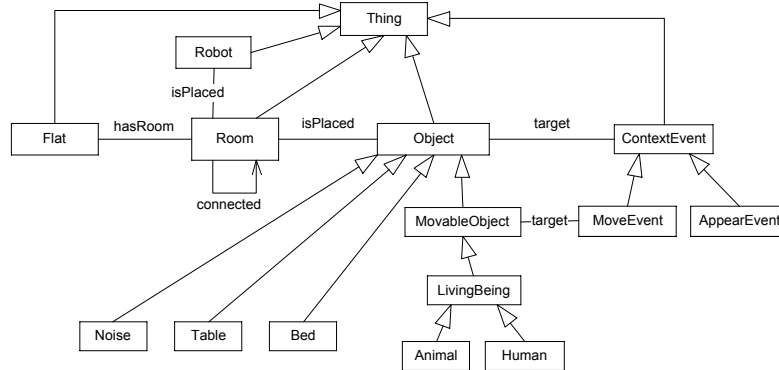 Thing
Robot
isPlaced
Flat
hasRoom
Room
isPlaced
Object
target
ContextEvent
connected
MovableObject
target
MoveEvent
AppearEvent
LivingBeing
Noise
Table
Bed
Animal
Human